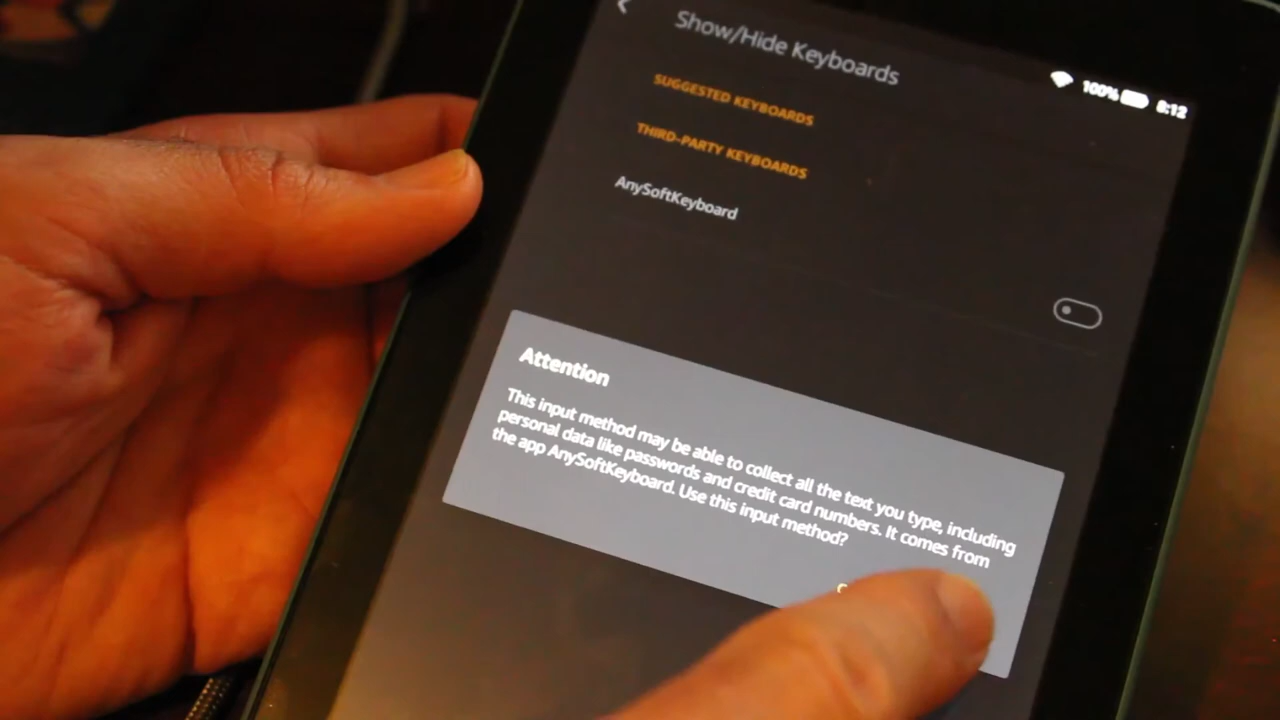 Show/Hide Keyboards
100% 8:12
SUGGESTED KEYBOARDS
THIRD-PARTY KEYBOARDS
AnySoftKeyboard
Attention
This input method may be able to collect all the text you type, including
personal data like passwords and credit card numbers. It comes from
the app AnySoftKeyboard. Use this input method?